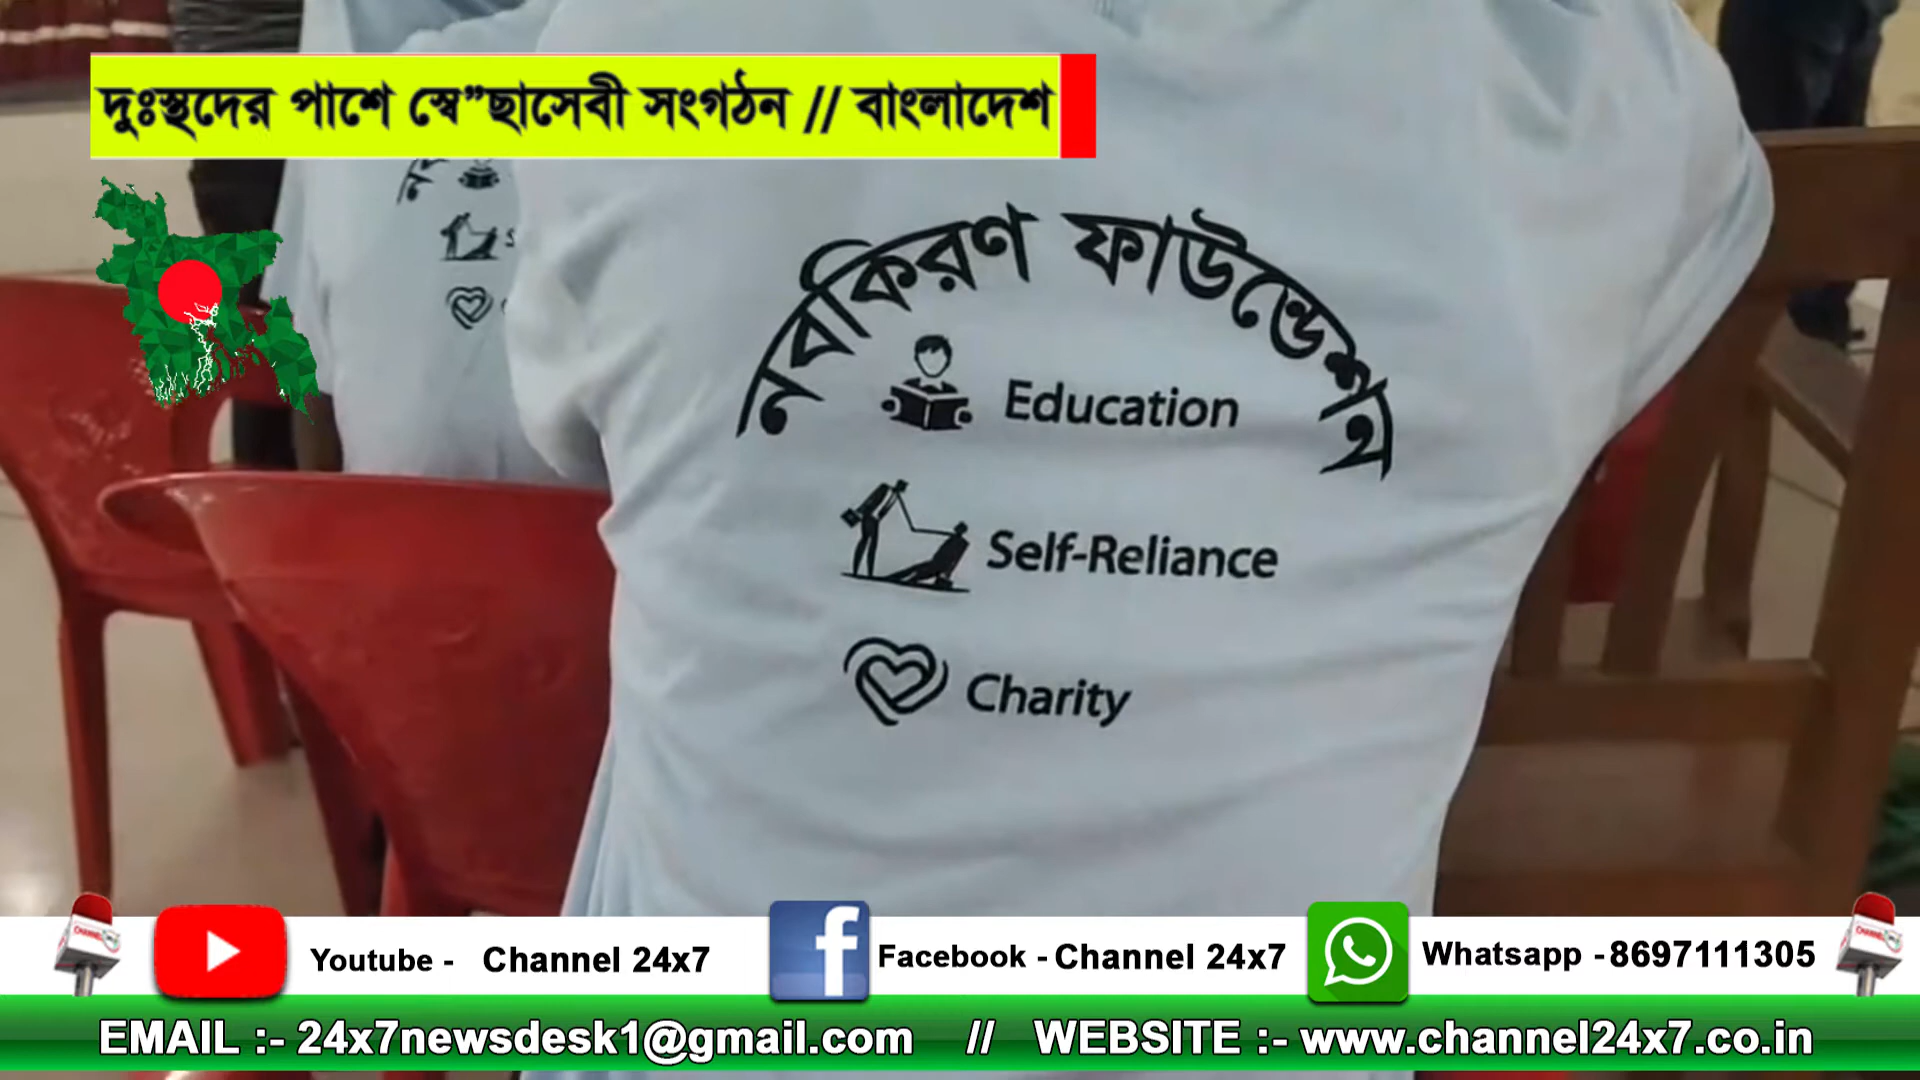 দুঃস্থদের পাশে স্বে”ছাসেবী সংগঠন // বাংলাদেশ
নবকিরণ ফাউন্ডেশন
Education
Self-Reliance
Charity
Youtube - Channel 24x7
Facebook - Channel 24x7
Whatsapp -8697111305
EMAIL :- 24x7newsdesk1@gmail.com // WEBSITE :- www.channel24x7.co.in